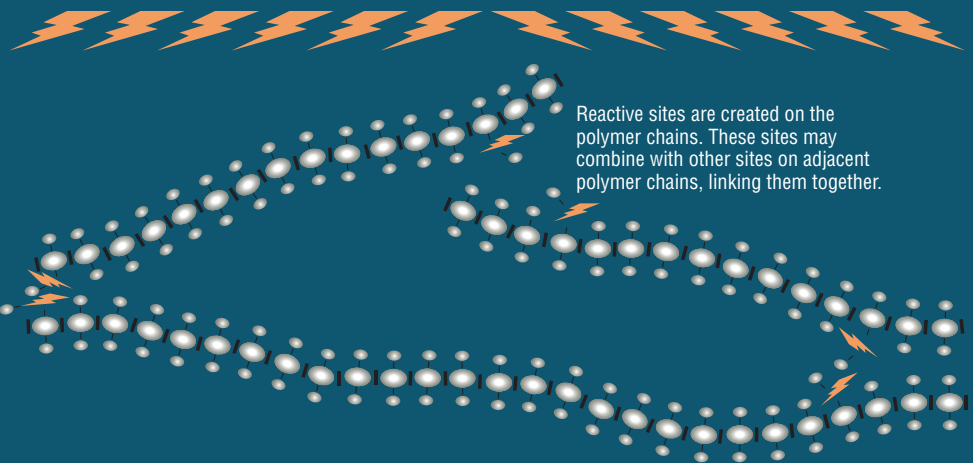 Reactive sites are created on the
polymer chains. These sites may
combine with other sites on adjacent
polymer chains, linking them together.